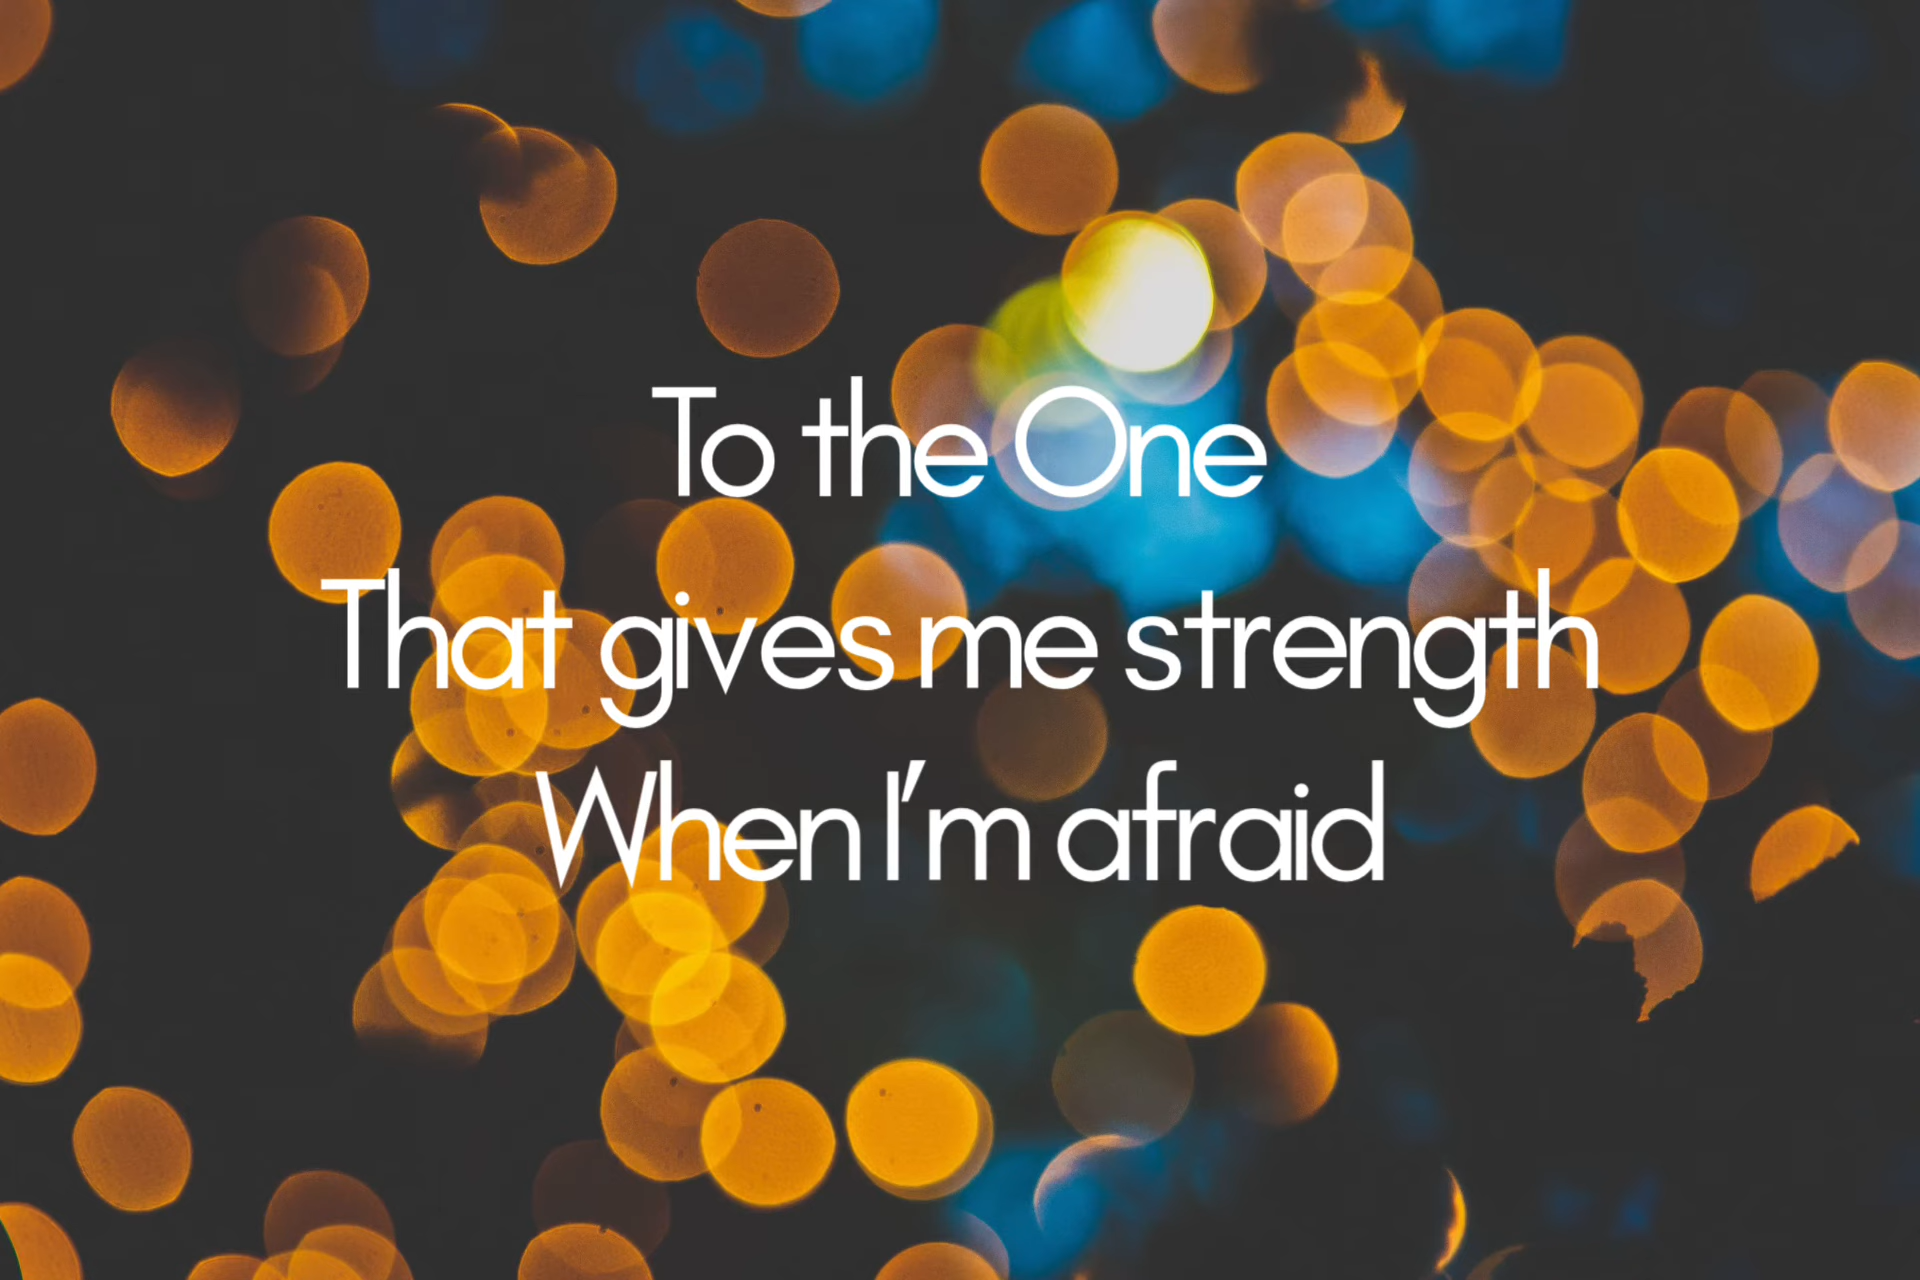 To the One
That gives me strength
When I'm afraid